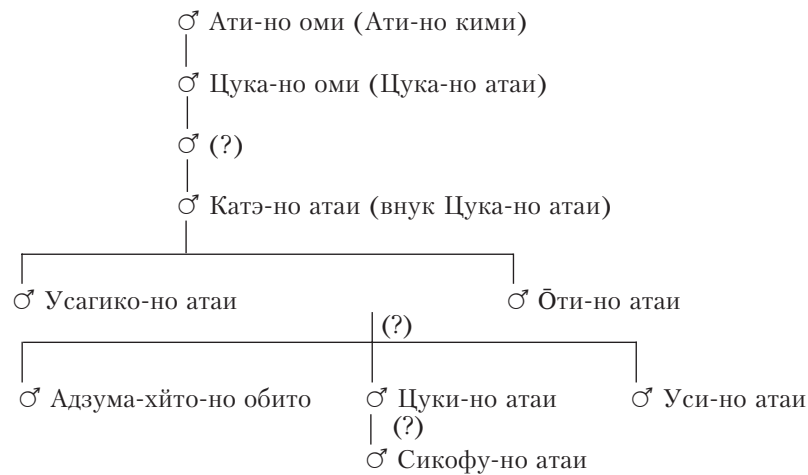 ♂ Ати-но оми (Ати-но кими)
♂ Цука-но оми (Цука-но атаи)
♂ (?)
♂ Катэ-но атаи (внук Цука-но атаи)
♂ Усагико-но атаи ♂ О̄ти-но атаи
(?)
♂ Адзума-хйто-но обито ♂ Цуки-но атаи ♂ Уси-но атаи
(?)
♂ Сикофу-но атаи